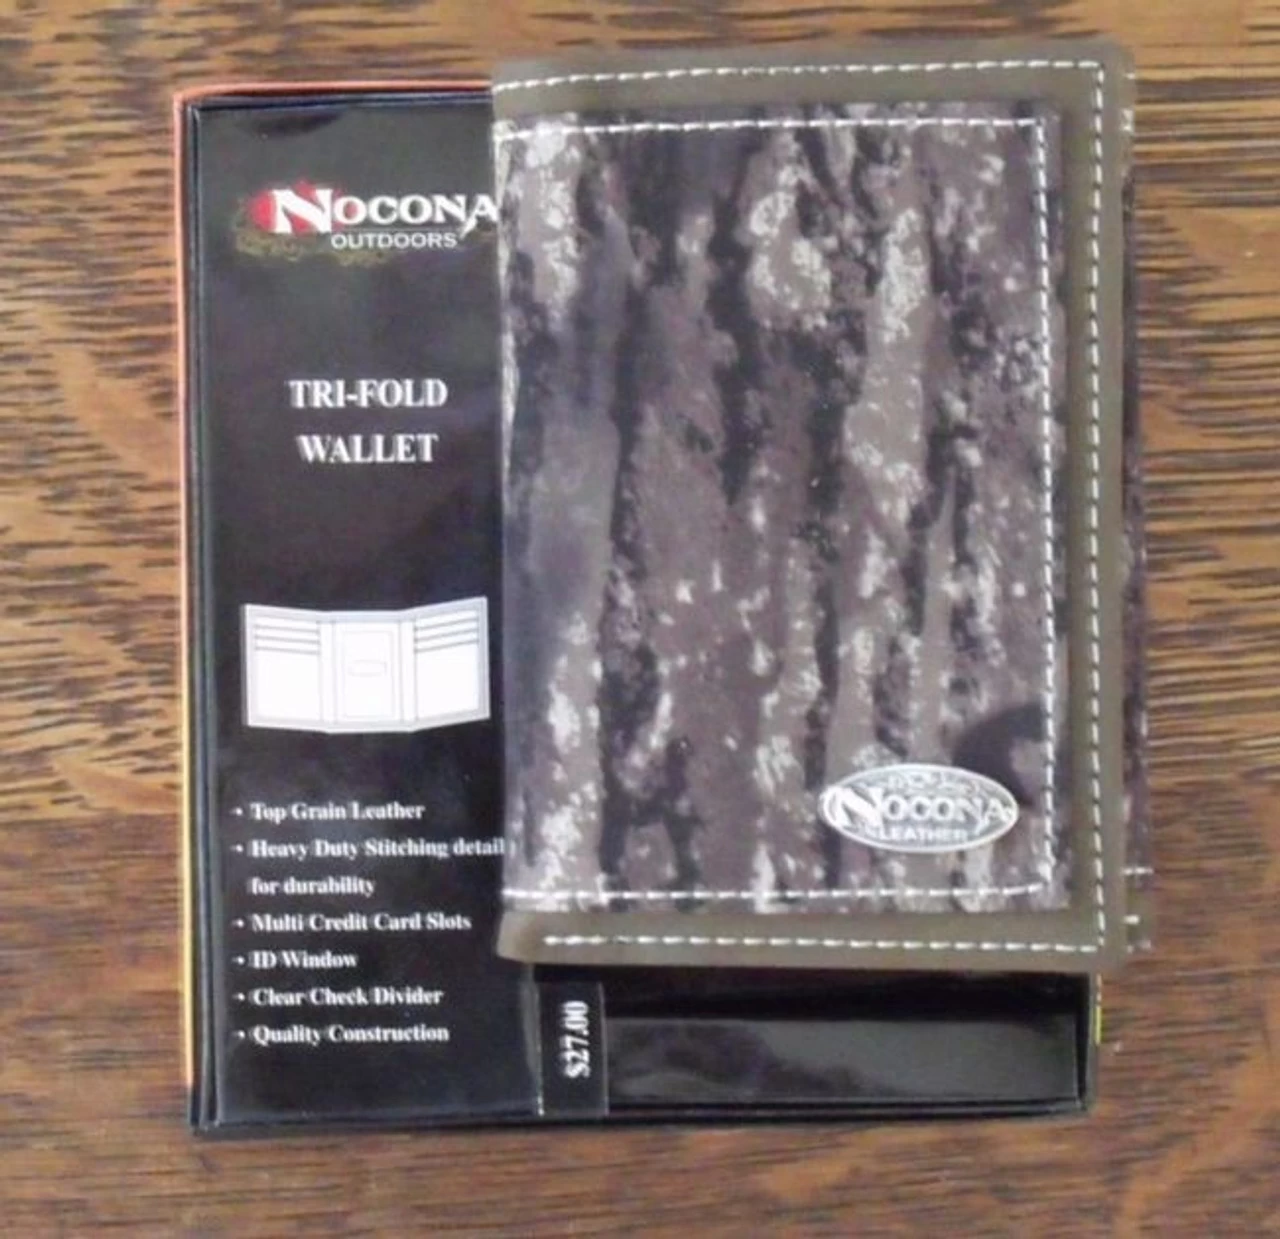 NOCONA
OUTDOORS
TRI-FOLD
WALLET
• Top Grain Leather
• Heavy Duty Stitching detail
for durability
• Multi Credit Card Slots
• ID Window
• Clear Check Divider
• Quality Construction
$27.00
NOCONA
LEATHER